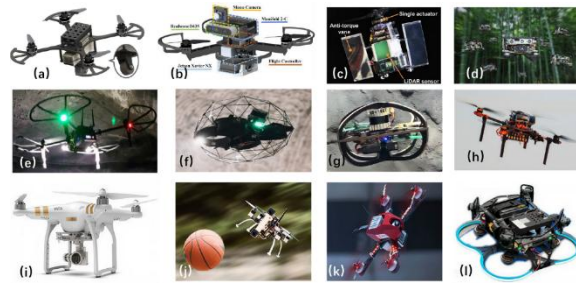 Mono Camera
Realsense D435
Manifold 2-C
Jetson Xavier NX
Flight Controller
(a)
(b)
Single actuator
Anti-torque
vane
LiDAR sensor
(c)
(d)
(e)
(f)
(g)
(h)
(i)
(j)
(k)
(l)